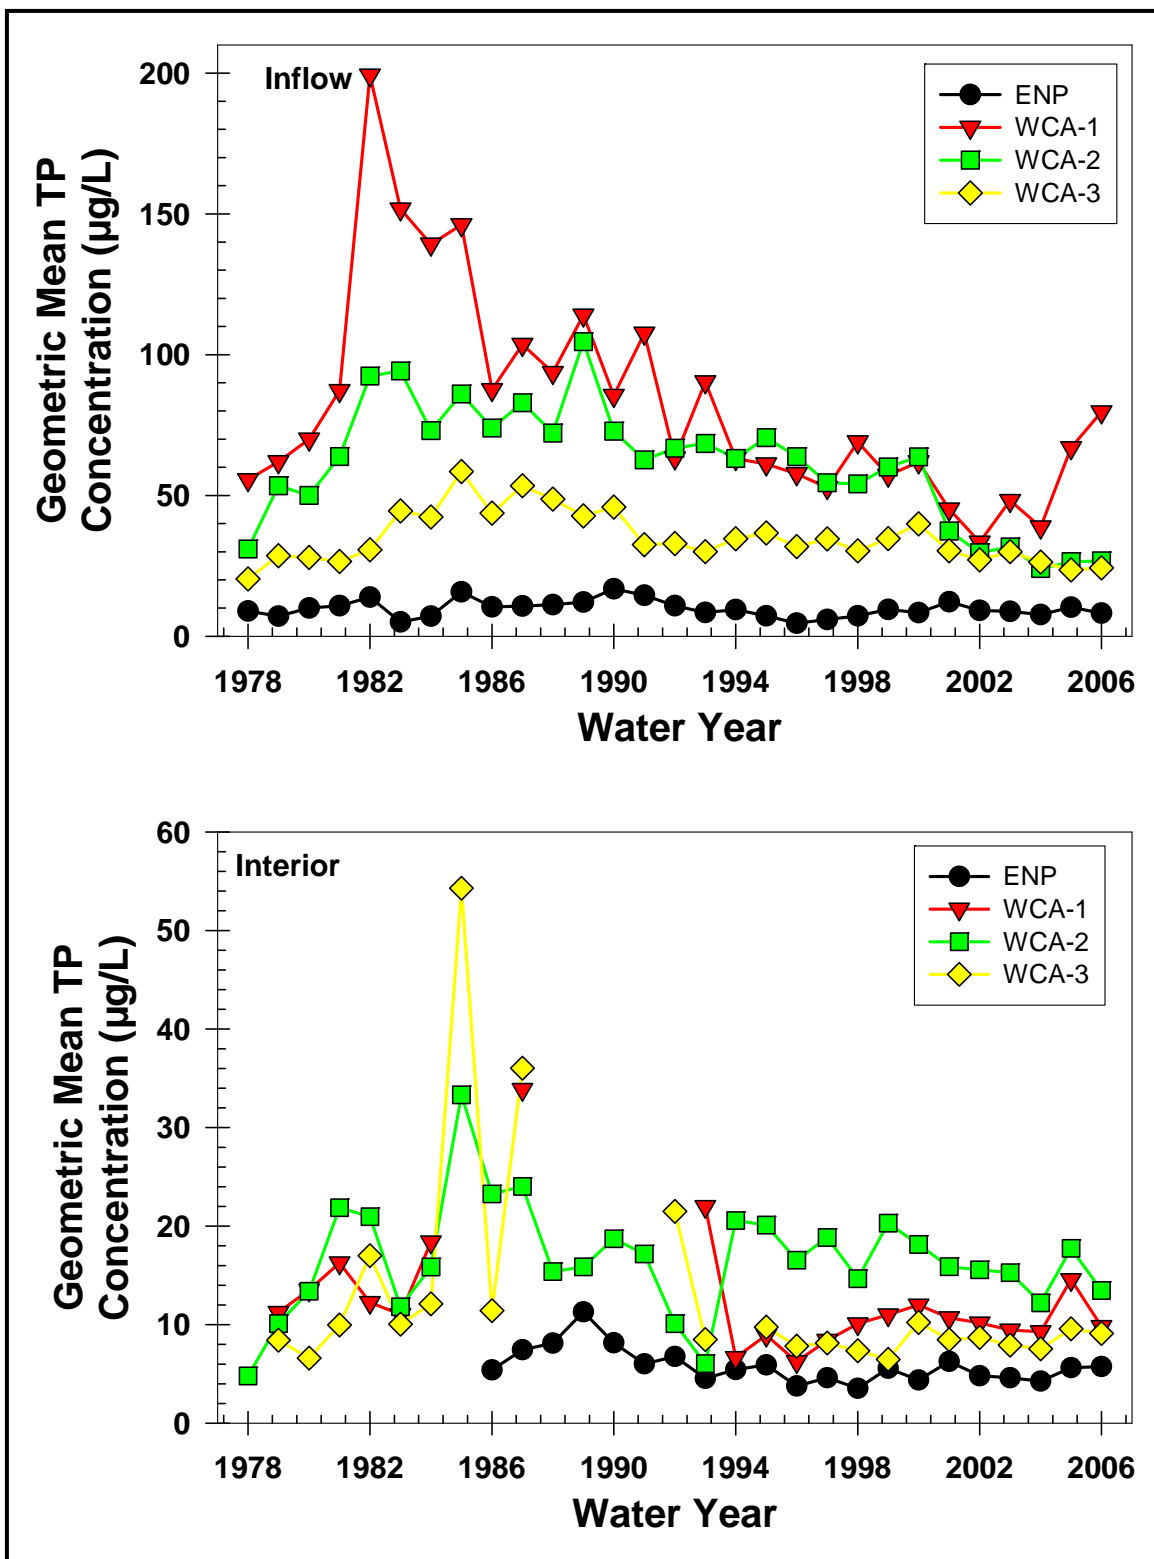 Inflow
Geometric Mean TP
Concentration (µg/L)
200
150
100
50
0
ENP
WCA-1
WCA-2
WCA-3
1978 1982 1986 1990 1994 1998 2002 2006
Water Year
Interior
Geometric Mean TP
Concentration (µg/L)
60
50
40
30
20
10
0
ENP
WCA-1
WCA-2
WCA-3
1978 1982 1986 1990 1994 1998 2002 2006
Water Year